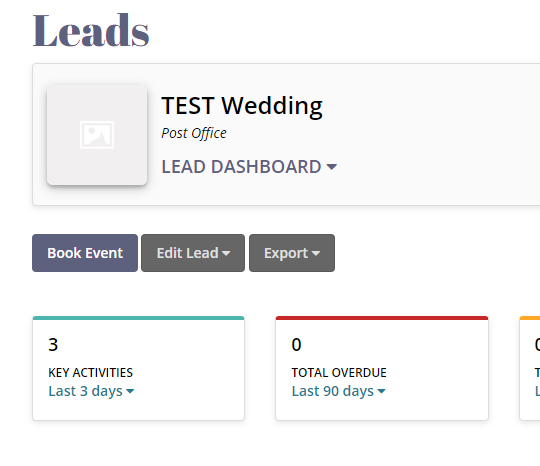 Leads
TEST Wedding
Post Office
LEAD DASHBOARD
Book Event
Edit Lead
Export
3
KEY ACTIVITIES
Last 3 days
0
TOTAL OVERDUE
Last 90 days